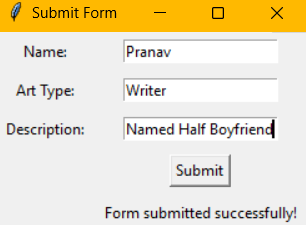 Submit Form
Name: Pranav
Art Type: Writer
Description: Named Half Boyfriend
Submit
Form submitted successfully!